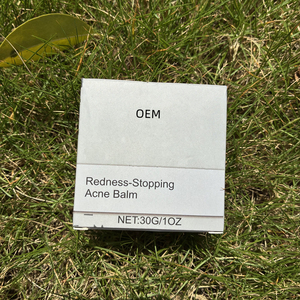 OEM
Redness-Stopping
Acne Balm
NET:30G/1OZ